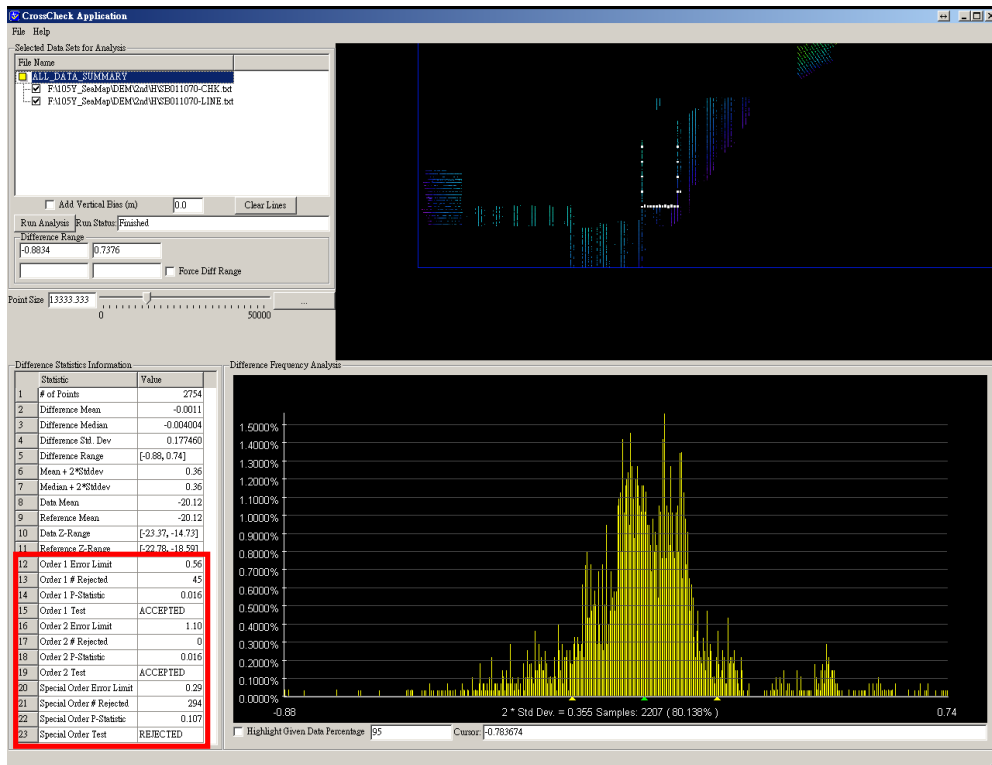 CrossCheck Application
File Help
Selected Data Sets for Analysis
File Name
ALL_DATA_SUMMARY
F:\105Y_SeaMap\DEM\2nd\H\SB011070-CHK.txt
F:\105Y_SeaMap\DEM\2nd\H\SB011070-LINE.txt
Add Vertical Bias (m) 0.0 Clear Lines
Run Analysis Run Status: Finished
Difference Range
-0.8834 0.7376
Force Diff Range
Point Size 13333.333 ...
0 50000
Difference Statistics Information
Statistic Value
1 # of Points 2754
2 Difference Mean -0.0011
3 Difference Median -0.004004
4 Difference Std. Dev 0.177460
5 Difference Range [-0.88, 0.74]
6 Mean + 2*Stddev 0.36
7 Median + 2*Stddev 0.36
8 Data Mean -20.12
9 Reference Mean -20.12
10 Data Z-Range [-23.37, -14.73]
11 Reference Z-Range [-22.78, -18.59]
12 Order 1 Error Limit 0.56
13 Order 1 # Rejected 45
14 Order 1 P-Statistic 0.016
15 Order 1 Test ACCEPTED
16 Order 2 Error Limit 1.10
17 Order 2 # Rejected 0
18 Order 2 P-Statistic 0.016
19 Order 2 Test ACCEPTED
20 Special Order Error Limit 0.29
21 Special Order # Rejected 294
22 Special Order P-Statistic 0.107
23 Special Order Test REJECTED
Difference Frequency Analysis
1.5000%
1.4000%
1.3000%
1.2000%
1.1000%
1.0000%
0.9000%
0.8000%
0.7000%
0.6000%
0.5000%
0.4000%
0.3000%
0.2000%
0.1000%
0.0000%
-0.88 2 * Std Dev. = 0.355 Samples: 2207 ( 80.138% ) 0.74
Highlight Given Data Percentage 95 Cursor: -0.783674